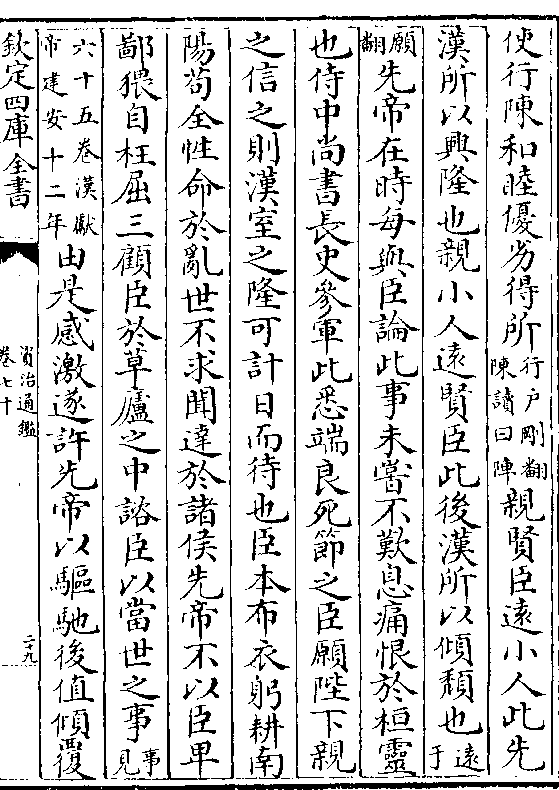 使行陳和睦優劣得所行戶剛翻陳讀曰陣親賢臣遠小人此先
漢所以興隆也親小人遠賢臣此後漢所以傾頽也遠于
願翻先帝在時每與臣論此事未嘗不歎息痛恨於桓靈
也侍中尚書長史參軍此悉端良死節之臣願陛下親
之信之則漢室之隆可計日而待也臣本布衣躬耕南
陽苟全性命於亂世不求聞達於諸侯先帝不以臣卑
鄙猥自枉屈三顧臣於草廬之中諮臣以當世之事事見
六十五卷漢獻帝建安十二年由是感激遂許先帝以驅馳後值傾覆
欽定四庫全書
資治通鑑
卷七十
二十九